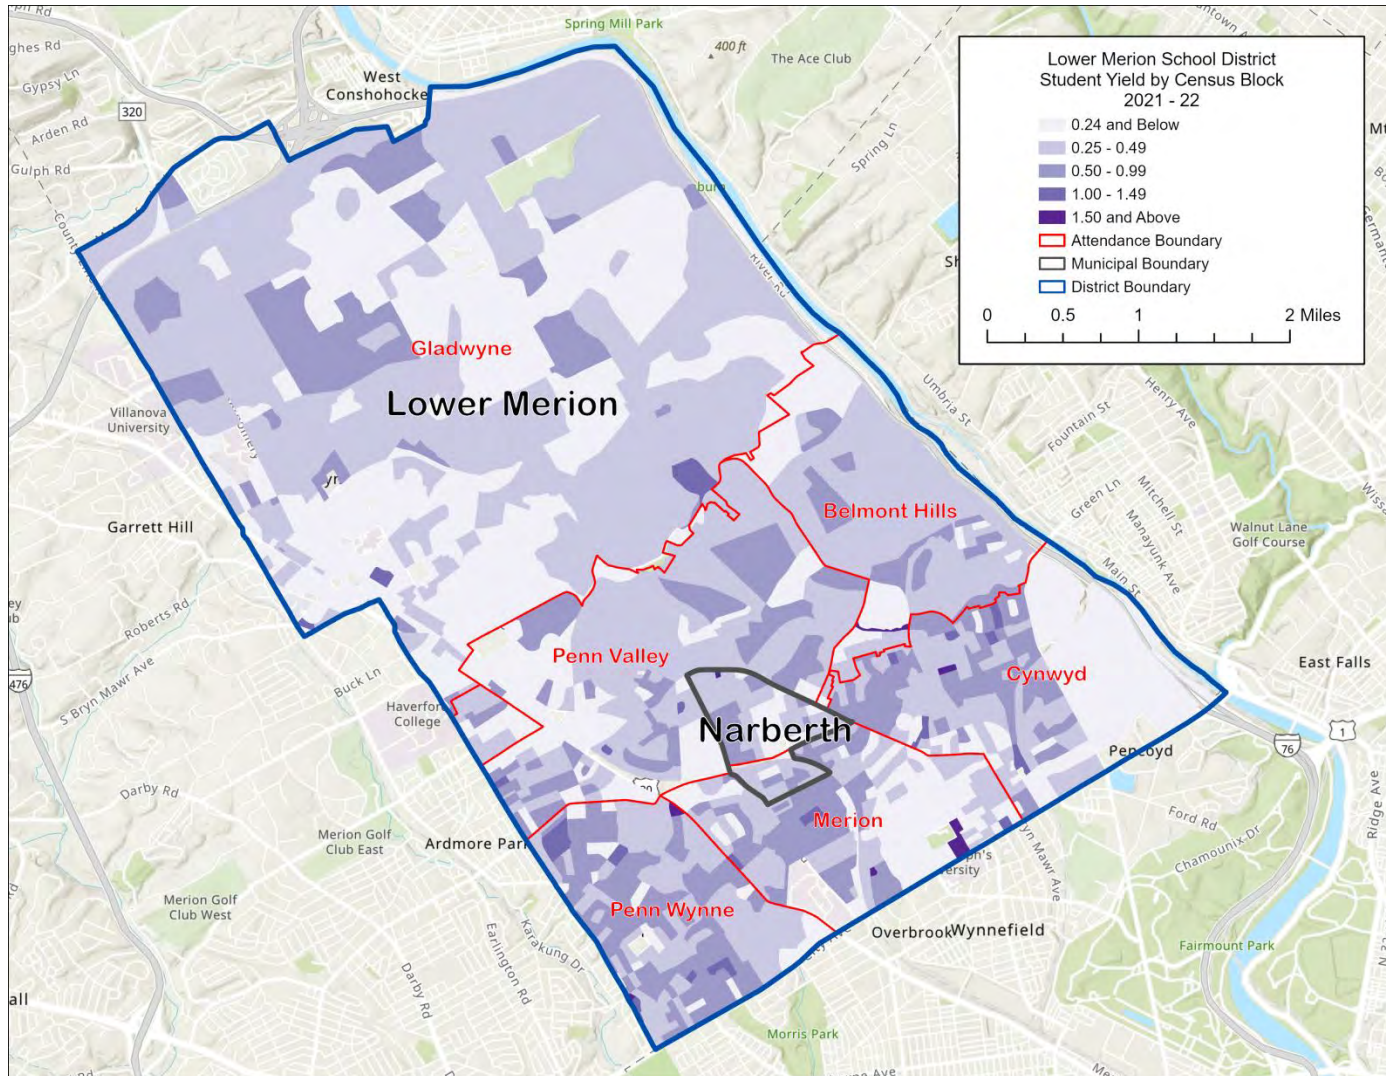 Lower Merion School District
Student Yield by Census Block
2021 - 22
0.24 and Below
0.25 - 0.49
0.50 - 0.99
1.00 - 1.49
1.50 and Above
Attendance Boundary
Municipal Boundary
District Boundary
0
0.5
1
2 Miles
Spring Mill Park
400 ft
The Ace Club
West
Conshohocke
Gypsy Ln
320
Arden Rd
Gulph Rd
Spring Ln
River Rd
Gladwyne
Lower Merion
Villanova
University
Garrett Hill
Umbria St
Henry Ave
Fountain St
Green Ln
Mitchell St
Manayunk Ave
Walnut Lane
Golf Course
Main St
Belmont Hills
Roberts Rd
Penn Valley
Cynwyd
East Falls
476
S Bryn Mawr Ave
Buck Ln
Haverford
College
Narberth
1
76
Pencoyd
Darby Rd
Ford Rd
Ridge Ave
Merion Golf
Club East
Ardmore Park
Merion
Chamounix Dr
Merion Golf
Club West
Penn Wynne
Overbrook
Wynnefield
Karakung Dr
Earlington Rd
Darby Rd
Fairmount Park
Morris Park